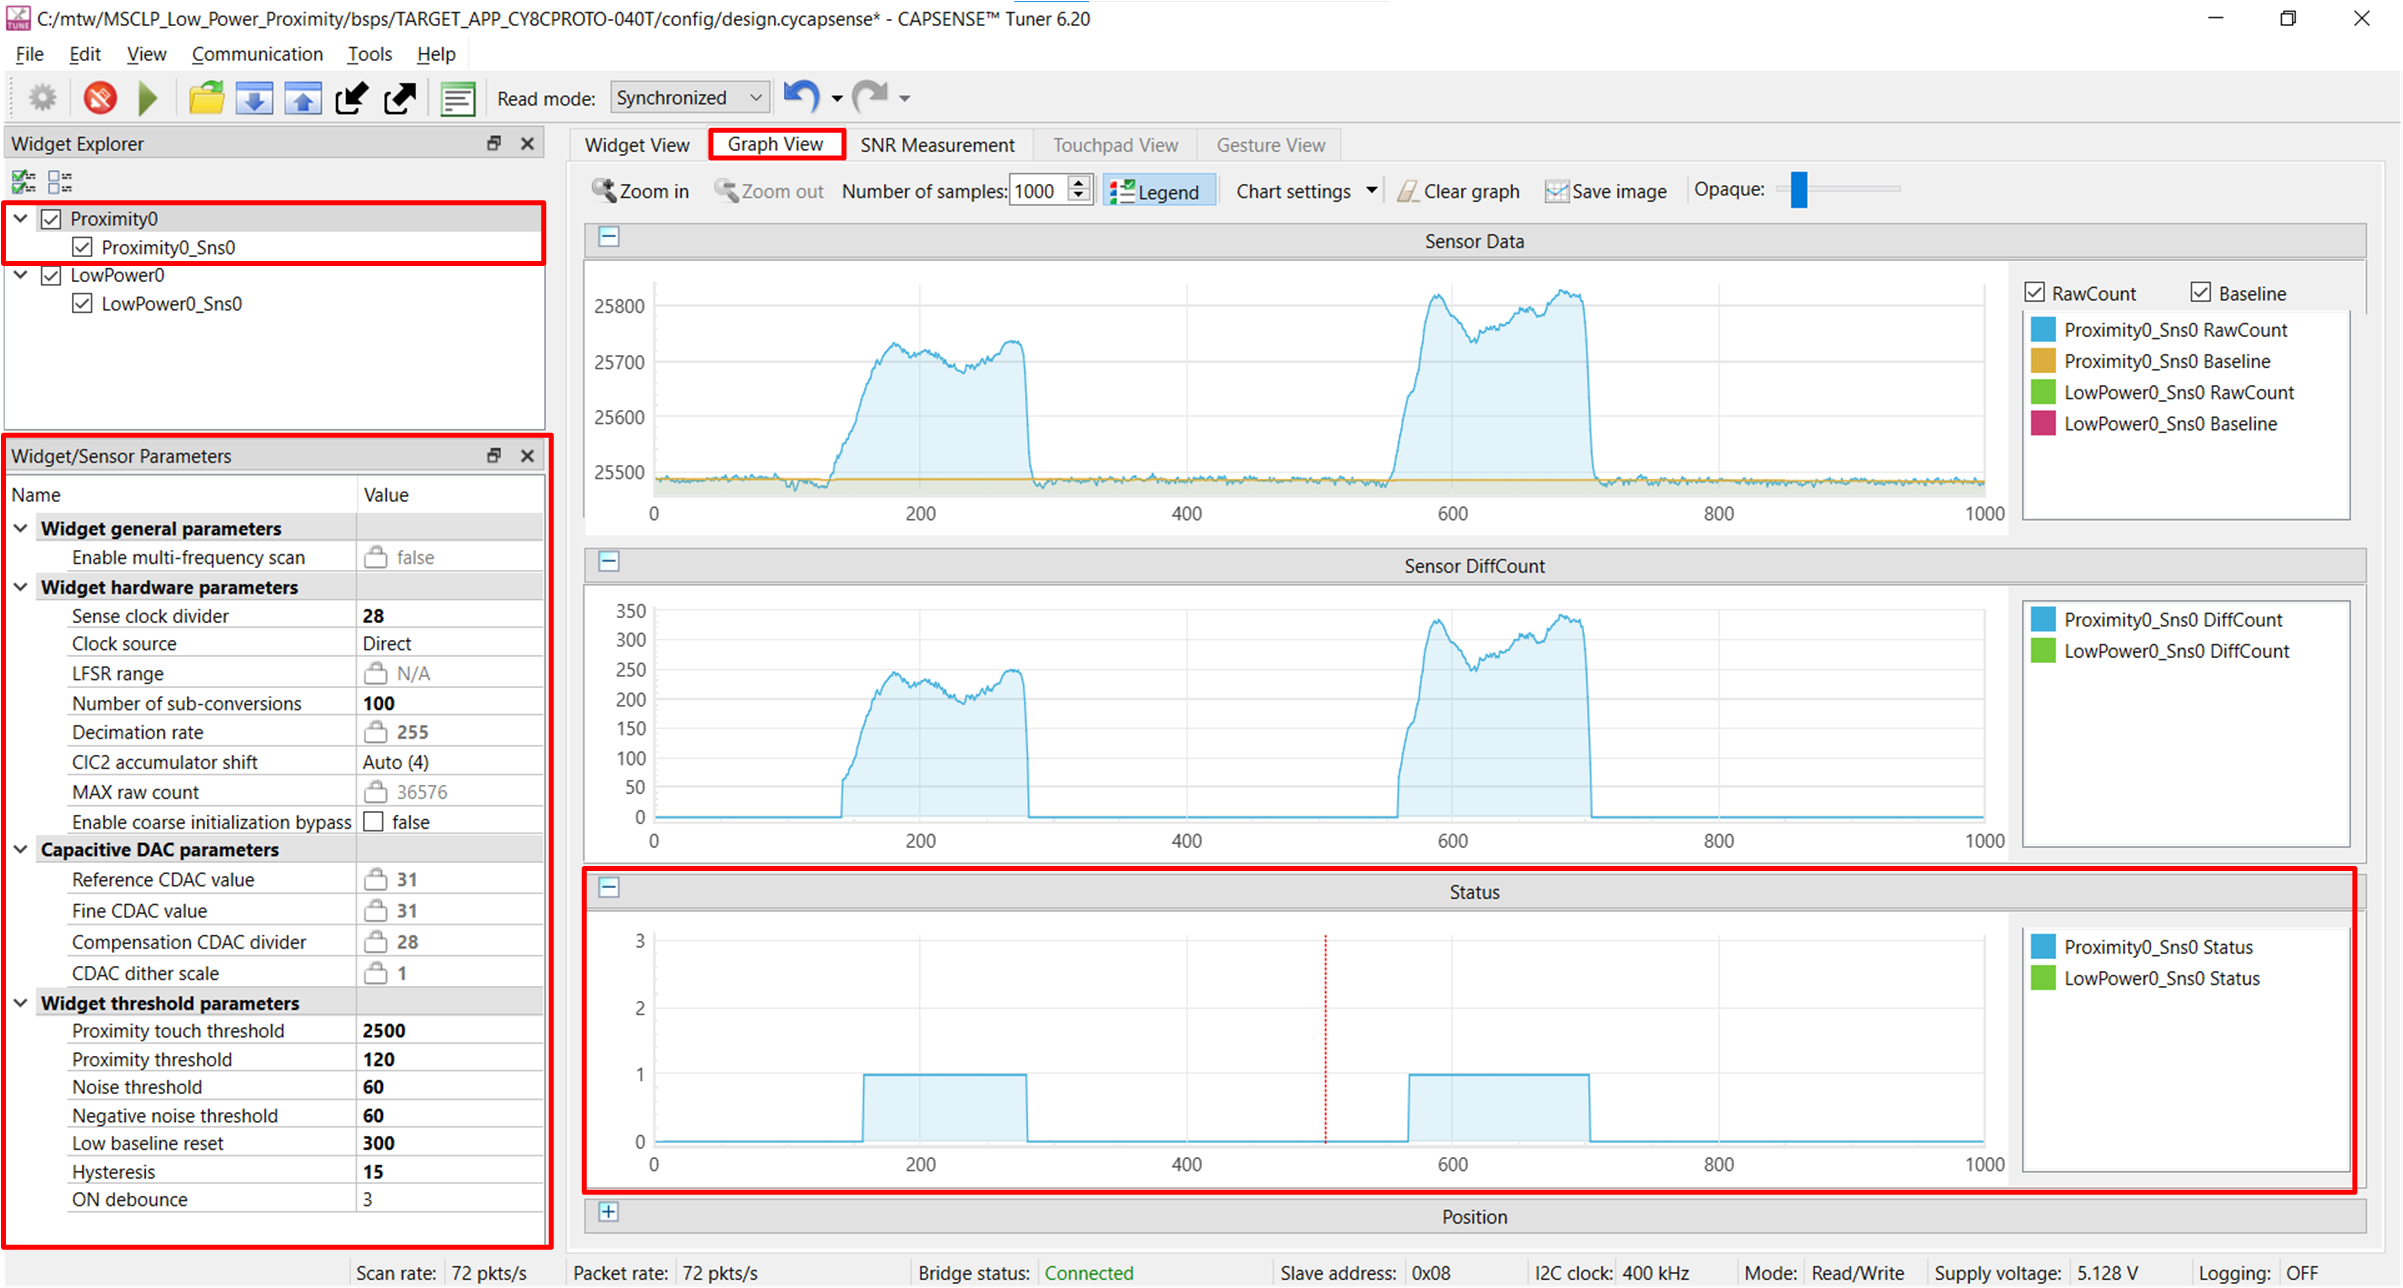 C:/mtw/MSCLP_Low_Power_Proximity/bsps/TARGET_APP_CY8CPROTO-040T/config/design.cycapsense* - CAPSENSE™ Tuner 6.20
File Edit View Communication Tools Help
Read mode: Synchronized
Widget Explorer
Proximity0
Proximity0_Sns0
LowPower0
LowPower0_Sns0
Widget/Sensor Parameters
Name Value
Widget general parameters
Enable multi-frequency scan false
Widget hardware parameters
Sense clock divider 28
Clock source Direct
LFSR range N/A
Number of sub-conversions 100
Decimation rate 255
CIC2 accumulator shift Auto (4)
MAX raw count 36576
Enable coarse initialization bypass false
Capacitive DAC parameters
Reference CDAC value 31
Fine CDAC value 31
Compensation CDAC divider 28
CDAC dither scale 1
Widget threshold parameters
Proximity touch threshold 2500
Proximity threshold 120
Noise threshold 60
Negative noise threshold 60
Low baseline reset 300
Hysteresis 15
ON debounce 3
Widget View Graph View SNR Measurement Touchpad View Gesture View
Zoom in Zoom out Number of samples: 1000 Legend Chart settings Clear graph Save image Opaque:
Sensor Data
25800
25700
25600
25500
0 200 400 600 800 1000
RawCount Baseline
Proximity0_Sns0 RawCount
Proximity0_Sns0 Baseline
LowPower0_Sns0 RawCount
LowPower0_Sns0 Baseline
Sensor DiffCount
350
300
250
200
150
100
50
0
0 200 400 600 800 1000
Proximity0_Sns0 DiffCount
LowPower0_Sns0 DiffCount
Status
3
2
1
0
0 200 400 600 800 1000
Proximity0_Sns0 Status
LowPower0_Sns0 Status
Position
Scan rate: 72 pkts/s Packet rate: 72 pkts/s Bridge status: Connected Slave address: 0x08 I2C clock: 400 kHz Mode: Read/Write Supply voltage: 5.128 V Logging: OFF